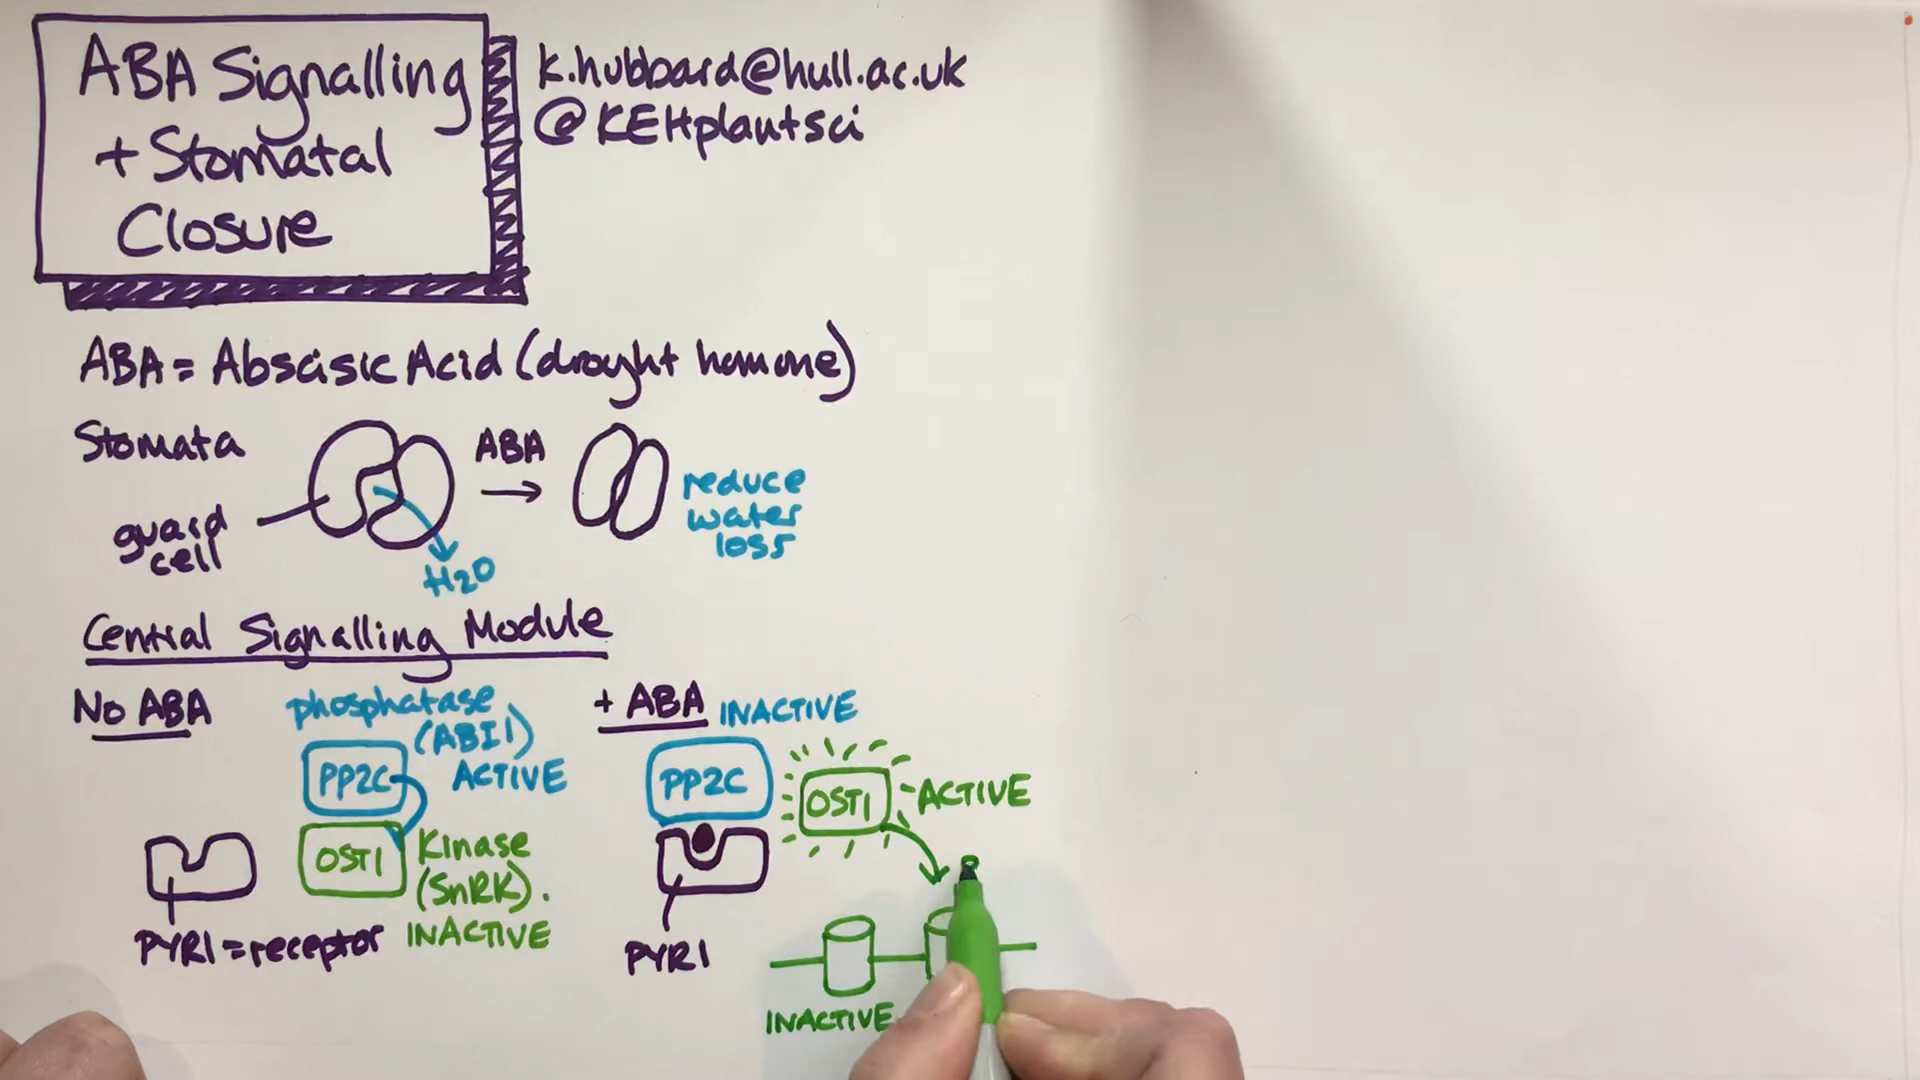 ABA Signalling
+ Stomatal
Closure
k.hubbard@hull.ac.uk
@KEHplantsci
ABA = Abscisic Acid (drought hormone)
Stomata
guard
cell
H2O
ABA
reduce
water
loss
Central Signalling Module
No ABA
phosphatase
(ABI1)
PP2C
ACTIVE
OST1
Kinase
(SnRK).
INACTIVE
PYR1 = receptor
+ ABA
INACTIVE
PP2C
OST1
ACTIVE
PYR1
INACTIVE